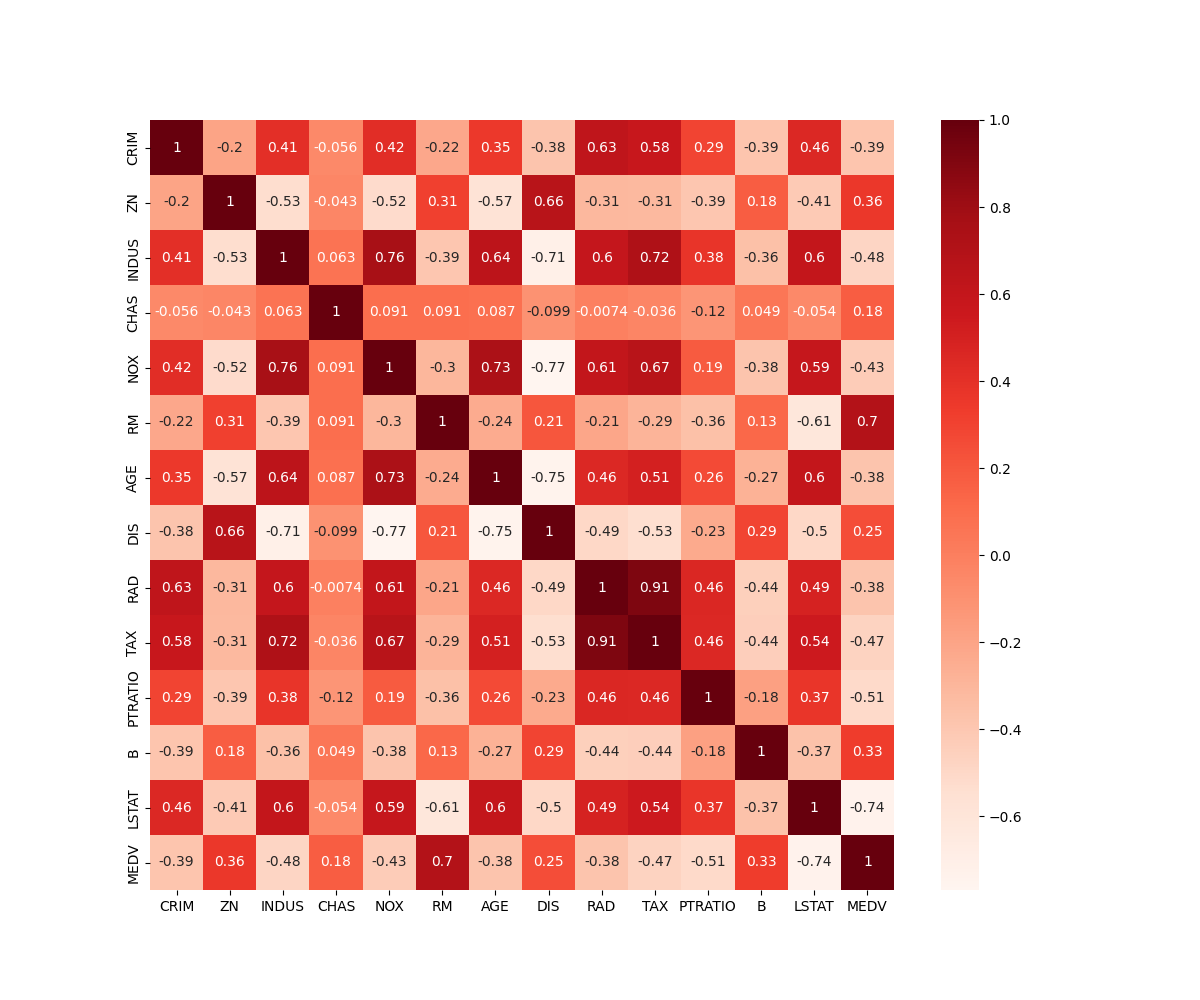 CRIM 1 -0.2 0.41 -0.056 0.42 -0.22 0.35 -0.38 0.63 0.58 0.29 -0.39 0.46 -0.39
ZN -0.2 1 -0.53 -0.043 -0.52 0.31 -0.57 0.66 -0.31 -0.31 -0.39 0.18 -0.41 0.36
INDUS 0.41 -0.53 1 0.063 0.76 -0.39 0.64 -0.71 0.6 0.72 0.38 -0.36 0.6 -0.48
CHAS -0.056 -0.043 0.063 1 0.091 0.091 0.087 -0.099 -0.0074 -0.036 -0.12 0.049 -0.054 0.18
NOX 0.42 -0.52 0.76 0.091 1 -0.3 0.73 -0.77 0.61 0.67 0.19 -0.38 0.59 -0.43
RM -0.22 0.31 -0.39 0.091 -0.3 1 -0.24 0.21 -0.21 -0.29 -0.36 0.13 -0.61 0.7
AGE 0.35 -0.57 0.64 0.087 0.73 -0.24 1 -0.75 0.46 0.51 0.26 -0.27 0.6 -0.38
DIS -0.38 0.66 -0.71 -0.099 -0.77 0.21 -0.75 1 -0.49 -0.53 -0.23 0.29 -0.5 0.25
RAD 0.63 -0.31 0.6 -0.0074 0.61 -0.21 0.46 -0.49 1 0.91 0.46 -0.44 0.49 -0.38
TAX 0.58 -0.31 0.72 -0.036 0.67 -0.29 0.51 -0.53 0.91 1 0.46 -0.44 0.54 -0.47
PTRATIO 0.29 -0.39 0.38 -0.12 0.19 -0.36 0.26 -0.23 0.46 0.46 1 -0.18 0.37 -0.51
B -0.39 0.18 -0.36 0.049 -0.38 0.13 -0.27 0.29 -0.44 -0.44 -0.18 1 -0.37 0.33
LSTAT 0.46 -0.41 0.6 -0.054 0.59 -0.61 0.6 -0.5 0.49 0.54 0.37 -0.37 1 -0.74
MEDV -0.39 0.36 -0.48 0.18 -0.43 0.7 -0.38 0.25 -0.38 -0.47 -0.51 0.33 -0.74 1
CRIM ZN INDUS CHAS NOX RM AGE DIS RAD TAX PTRATIO B LSTAT MEDV
1.0
0.8
0.6
0.4
0.2
0.0
−0.2
−0.4
−0.6